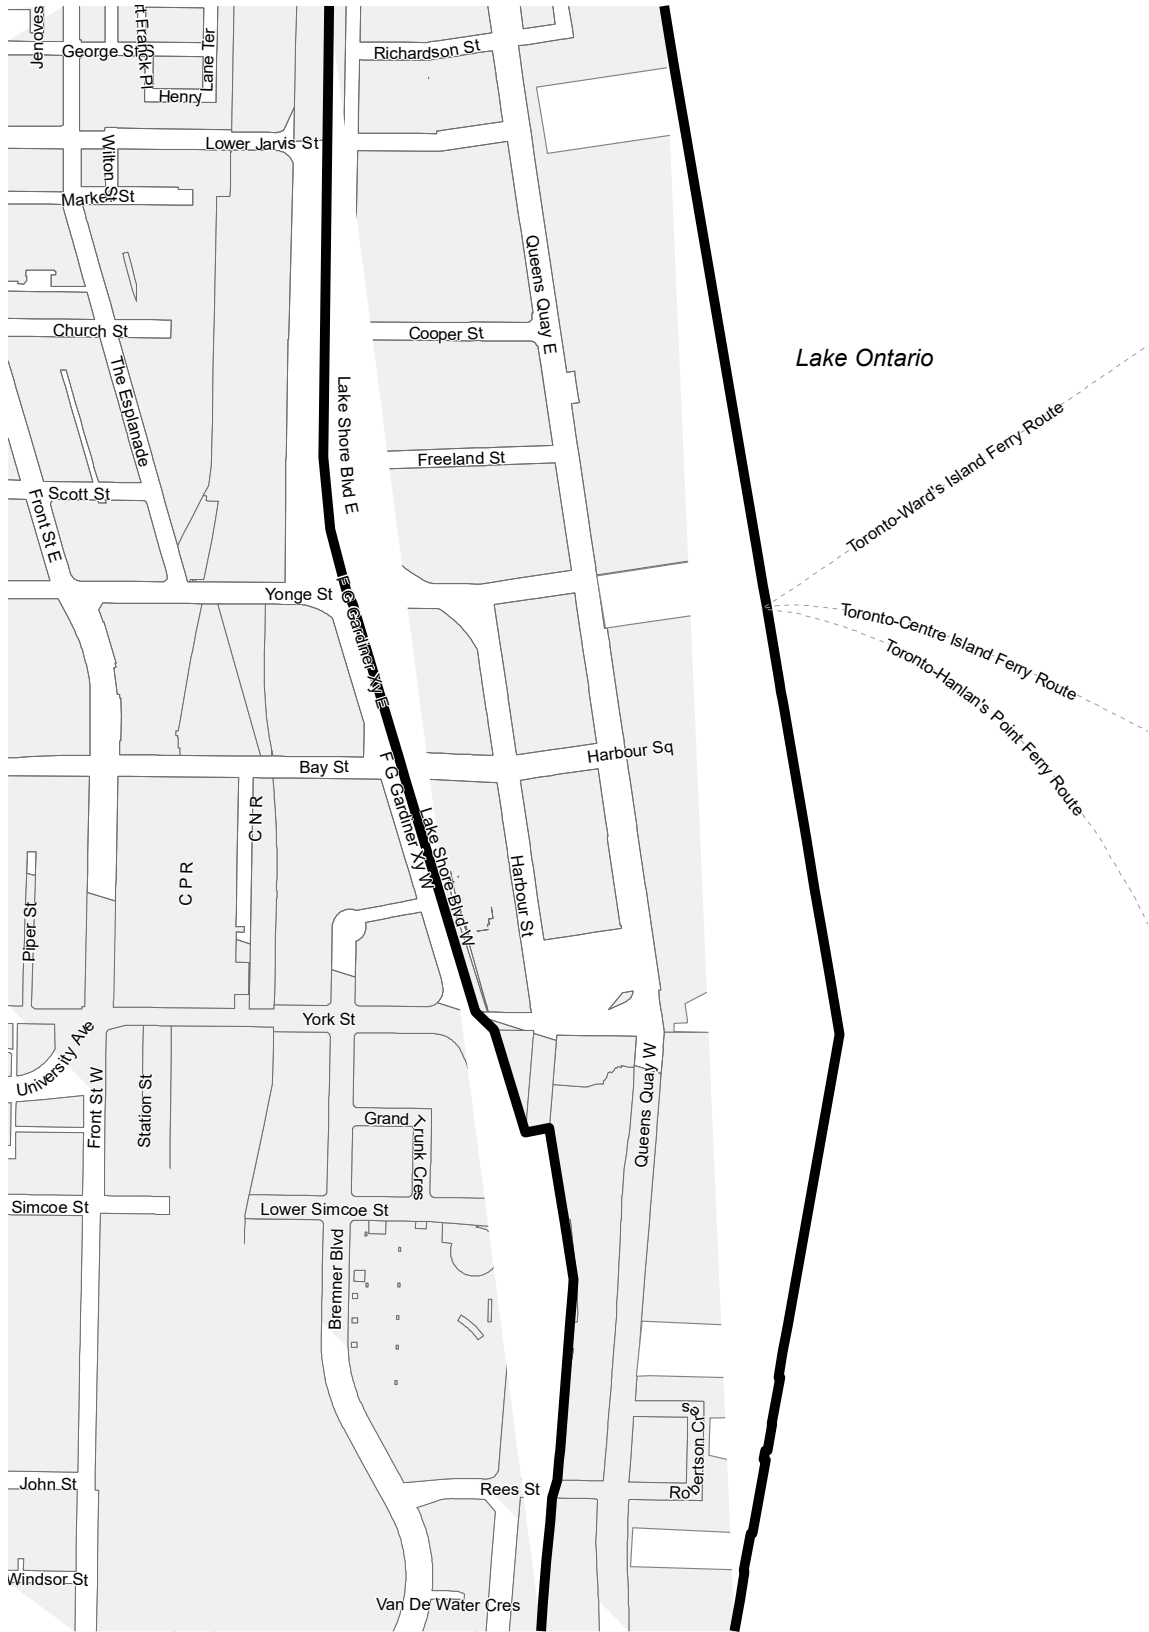 Jenoves
George St S
rt Franck Pl
Lane Ter
Henry
Richardson St
Lower Jarvis St
Wilton St
Market St
Queens Quay E
Church St
Cooper St
Lake Ontario
The Esplanade
Lake Shore Blvd E
Toronto-Ward's Island Ferry Route
Freeland St
Scott St
Front St E
Yonge St
F G Gardiner Xy E
Toronto-Centre Island Ferry Route
Toronto-Hanlan's Point Ferry Route
Harbour Sq
Bay St
F G Gardiner Xy W
C N R
Lake Shore Blvd W
C P R
Harbour St
Piper St
York St
University Ave
Front St W
Station St
Queens Quay W
Grand Trunk Cres
Simcoe St
Lower Simcoe St
Bremner Blvd
Robertson Cres
John St
Rees St
Windsor St
Van De Water Cres